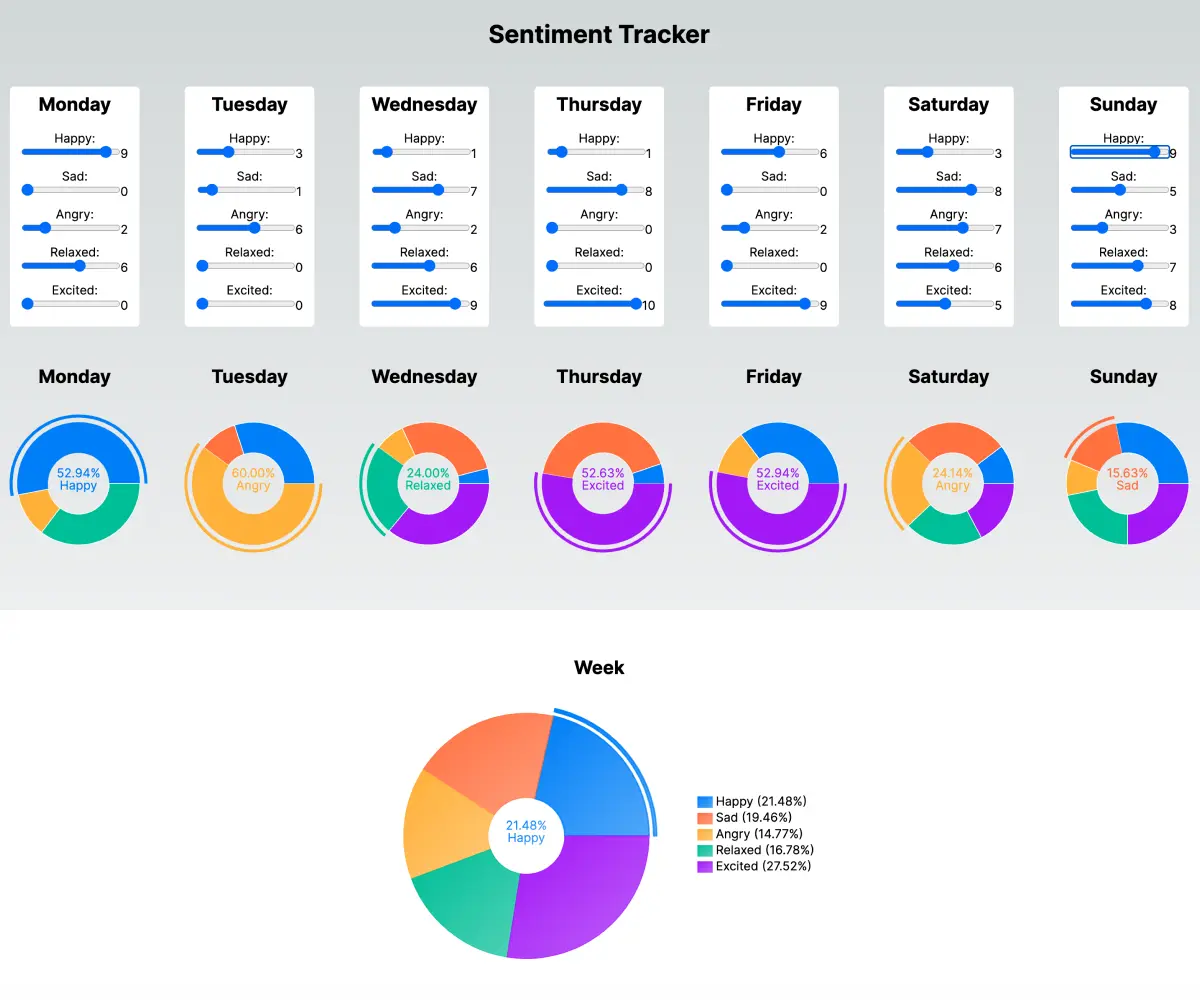 Sentiment Tracker
Monday
Happy:
9
Sad:
0
Angry:
2
Relaxed:
6
Excited:
0
Tuesday
Happy:
3
Sad:
1
Angry:
6
Relaxed:
0
Excited:
0
Wednesday
Happy:
1
Sad:
7
Angry:
2
Relaxed:
6
Excited:
9
Thursday
Happy:
1
Sad:
8
Angry:
0
Relaxed:
0
Excited:
10
Friday
Happy:
6
Sad:
0
Angry:
2
Relaxed:
0
Excited:
9
Saturday
Happy:
3
Sad:
8
Angry:
7
Relaxed:
6
Excited:
5
Sunday
Happy:
9
Sad:
5
Angry:
3
Relaxed:
7
Excited:
8
Monday
52.94%
Happy
Tuesday
60.00%
Angry
Wednesday
24.00%
Relaxed
Thursday
52.63%
Excited
Friday
52.94%
Excited
Saturday
24.14%
Angry
Sunday
15.63%
Sad
Week
21.48%
Happy
Happy (21.48%)
Sad (19.46%)
Angry (14.77%)
Relaxed (16.78%)
Excited (27.52%)